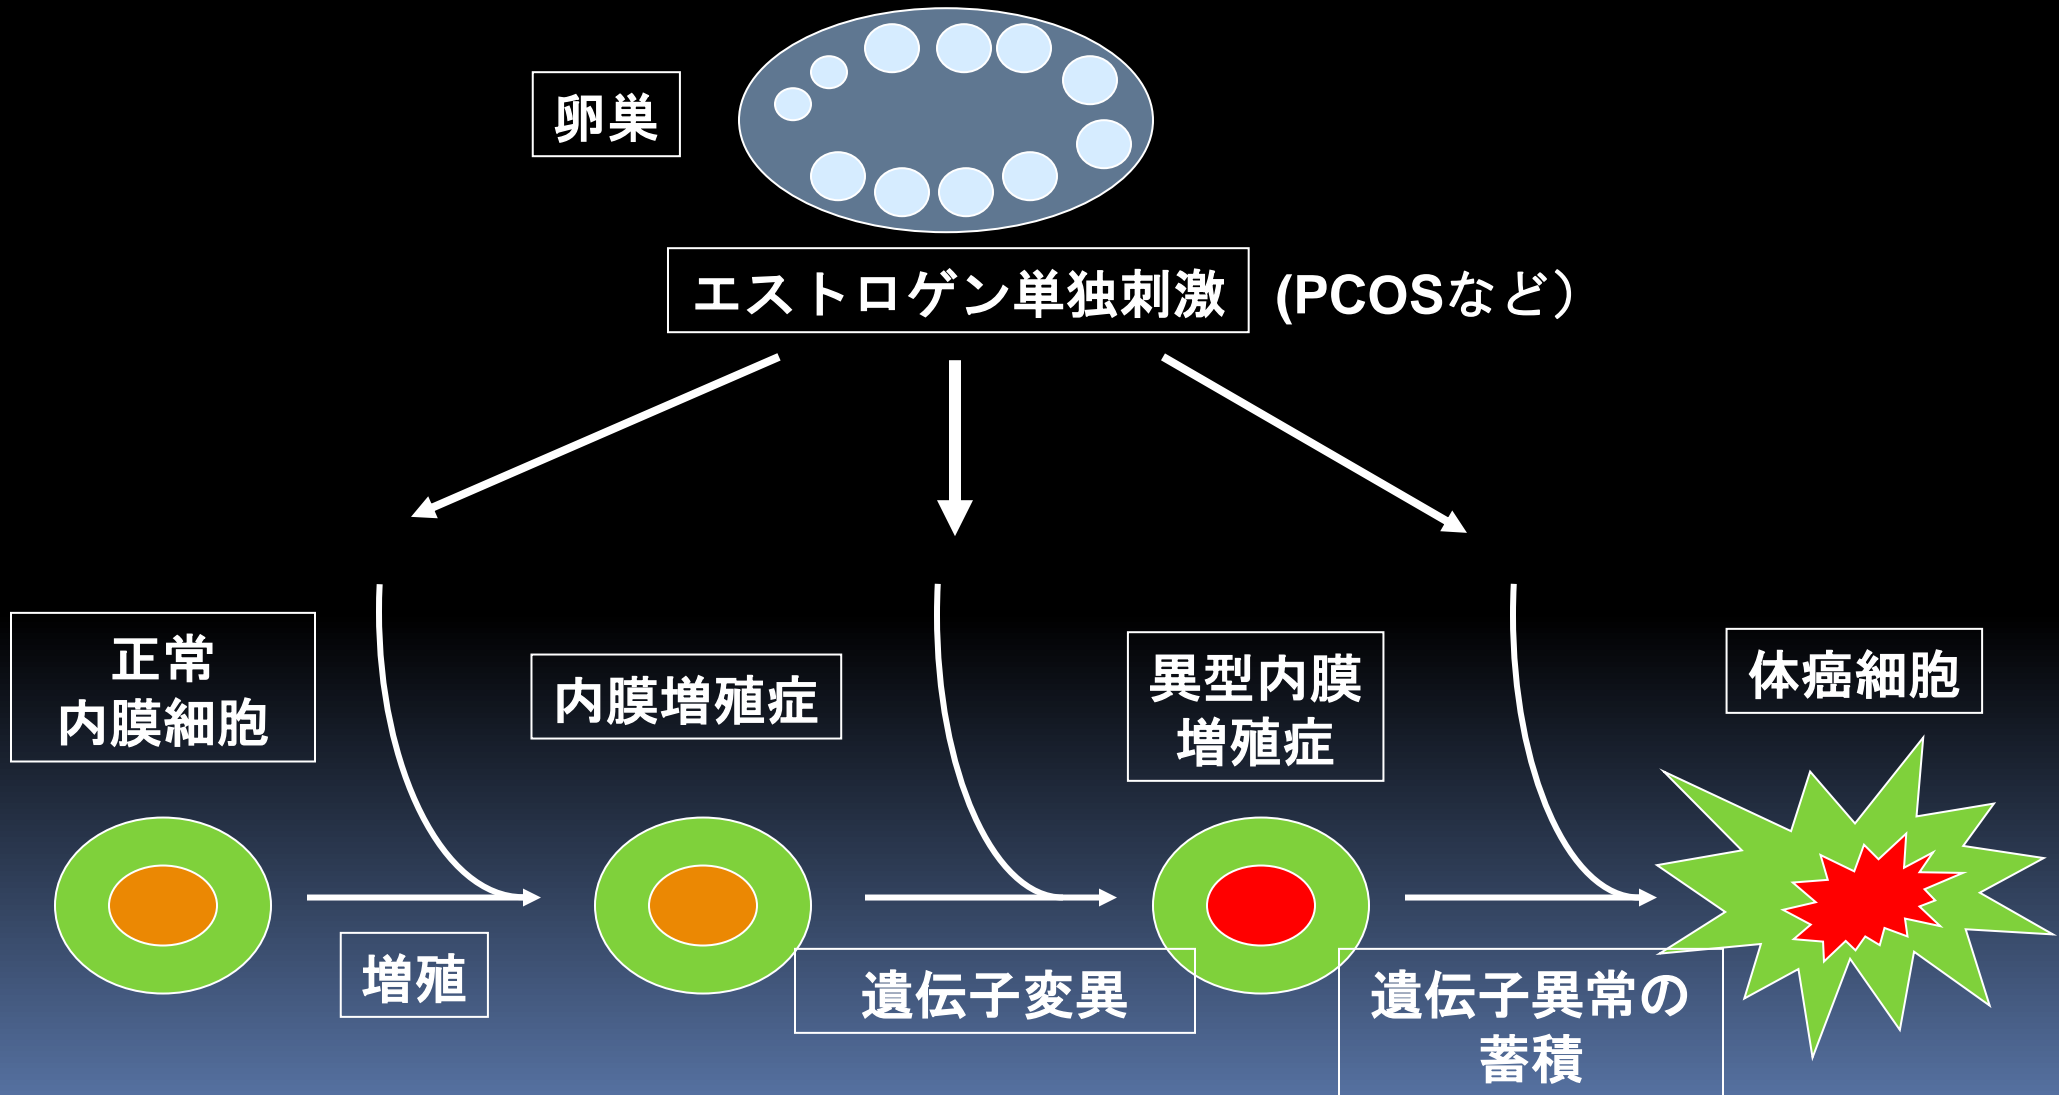 卵巣
エストロゲン単独刺激 (PCOSなど）
正常
内膜細胞
内膜増殖症
異型内膜
増殖症
体癌細胞
増殖
遺伝子変異
遺伝子異常の
蓄積